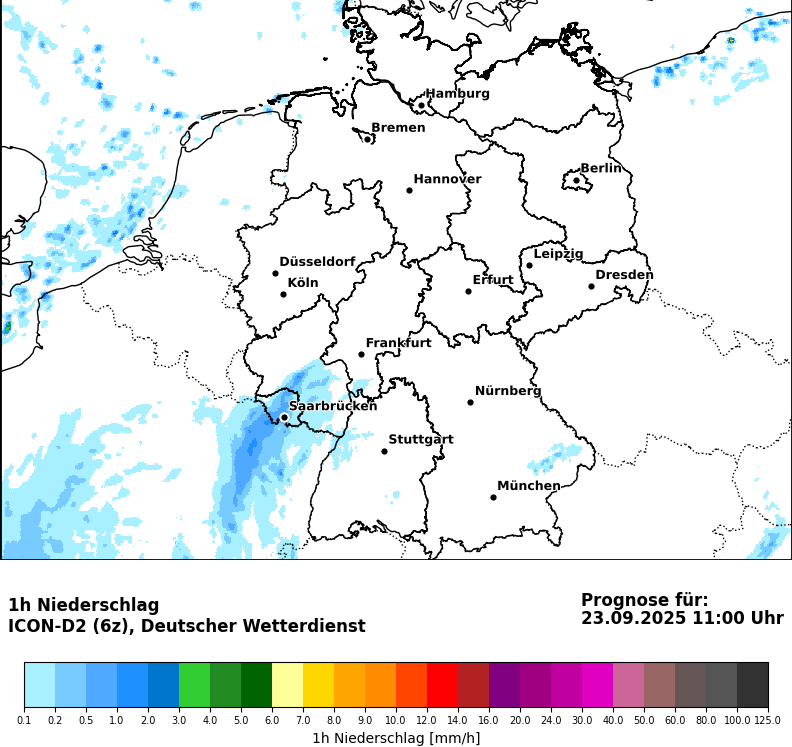 Hamburg
Bremen
Berlin
Hannover
Leipzig
Düsseldorf
Dresden
Köln
Erfurt
Frankfurt
Nürnberg
Saarbrücken
Stuttgart
München
1h Niederschlag
ICON-D2 (6z), Deutscher Wetterdienst
Prognose für:
23.09.2025 11:00 Uhr
0.1 0.2 0.5 1.0 2.0 3.0 4.0 5.0 6.0 7.0 8.0 9.0 10.0 12.0 14.0 16.0 20.0 24.0 30.0 40.0 50.0 60.0 80.0 100.0 125.0
1h Niederschlag [mm/h]